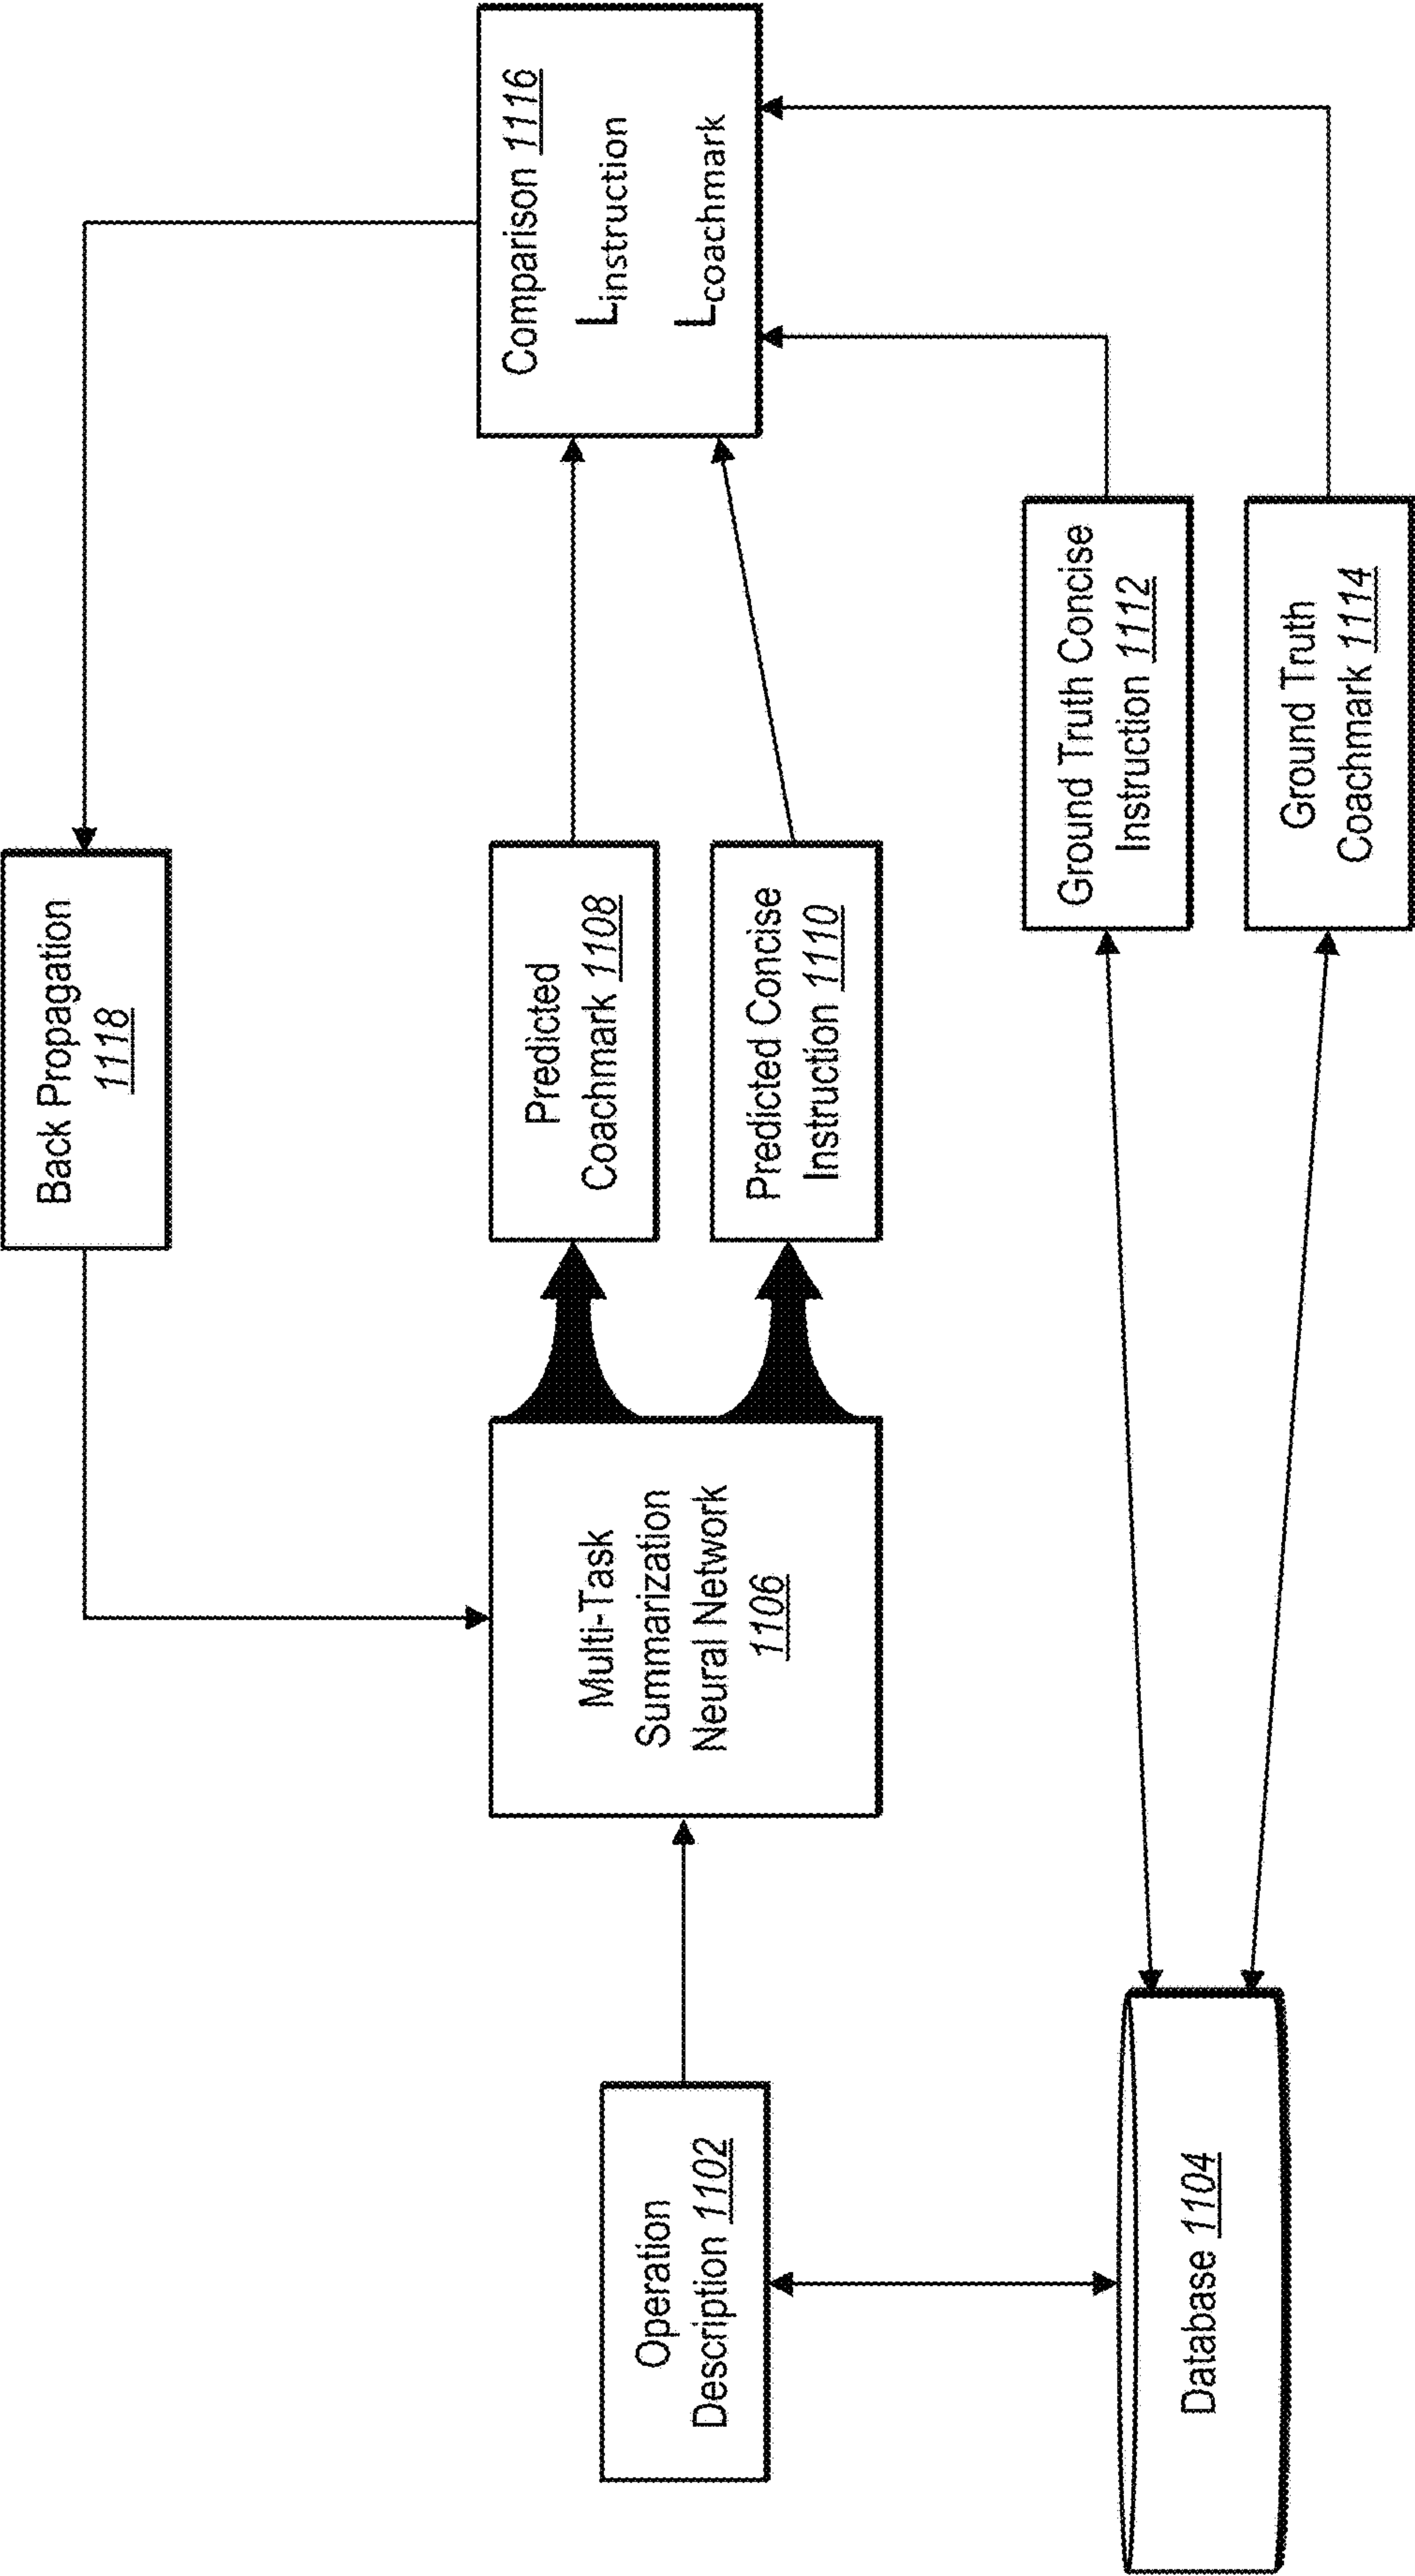 Back Propagation
1118
Comparison 1116
Linstruction
Lcoachmark
Predicted
Coachmark 1108
Multi-Task
Summarization
Neural Network
1106
Predicted Concise
Instruction 1110
Operation
Description 1102
Ground Truth Concise
Instruction 1112
Ground Truth
Coachmark 1114
Database 1104